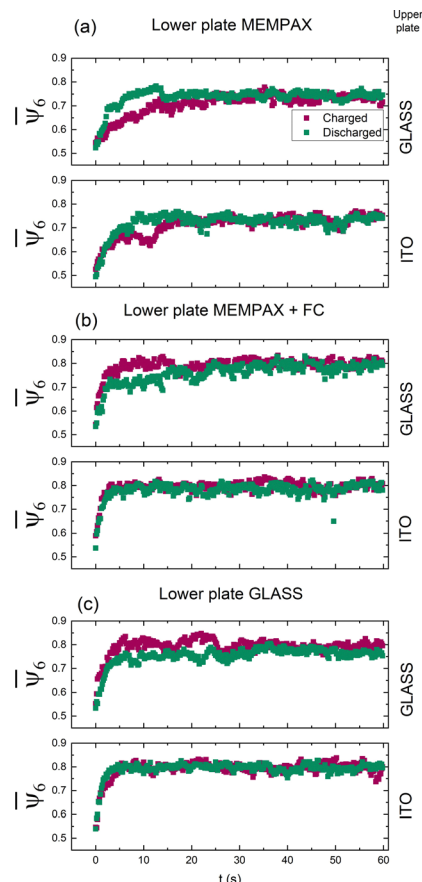 (a) Lower plate MEMPAX
Upper
plate
0.9
0.8
0.7
0.6
0.5
ψ̅₆
Charged
Discharged
GLASS
0.9
0.8
0.7
0.6
0.5
ψ̅₆
ITO
Lower plate MEMPAX + FC
(b)
0.9
0.8
0.7
0.6
0.5
ψ̅₆
GLASS
0.9
0.8
0.7
0.6
0.5
ψ̅₆
ITO
(c) Lower plate GLASS
0.9
0.8
0.7
0.6
0.5
ψ̅₆
GLASS
0.9
0.8
0.7
0.6
0.5
ψ̅₆
ITO
0 10 20 30 40 50 60
t (s)